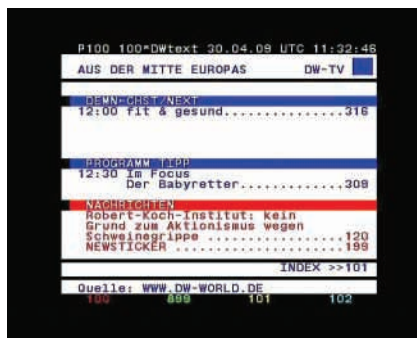 P100 100*DWtext 30.04.09 UTC 11:32:46
AUS DER MITTE EUROPAS DW-TV
DEMN-CHST/NEXT
12:00 fit & gesund..............316
PROGRAMM TIPP
12:30 Im Focus
Der Babyretter.............309
NACHRICHTEN
Robert-Koch-Institut: kein
Grund zum Aktionismus wegen
Schweinegrippe .................120
NEWSTICKER .....................199
INDEX >>101
Quelle: WWW.DW-WORLD.DE
100 899 101 102